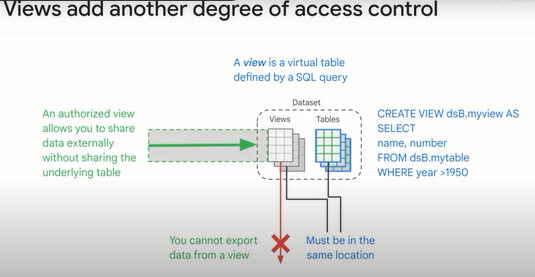 Views add another degree of access control
A view is a virtual table
defined by a SQL query
An authorized view
allows you to share
data externally
without sharing the
underlying table
Dataset
Views
Tables
CREATE VIEW dsB.myview AS
SELECT
name, number
FROM dsB.mytable
WHERE year >1950
You cannot export
data from a view
Must be in the
same location